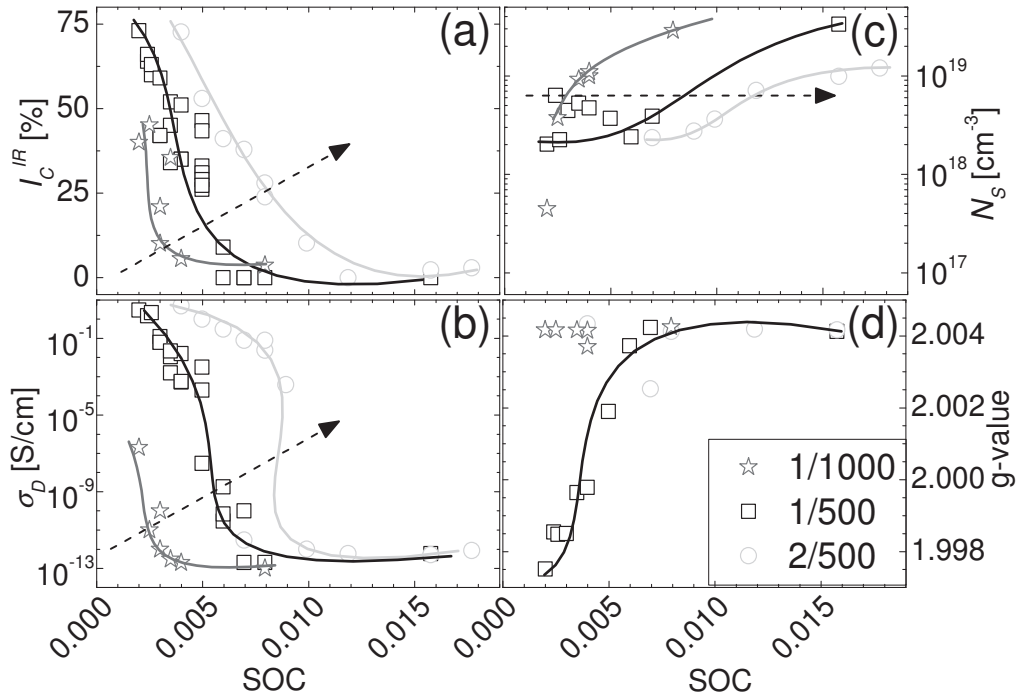 75
50
25
0
I_C^{IR} [%]
(a)
(c)
10^{19}
10^{18}
10^{17}
N_S [cm^{-3}]
10^{-1}
10^{-5}
10^{-9}
10^{-13}
σ_D [S/cm]
(b)
(d)
2.004
2.002
2.000
1.998
g-value
1/1000
1/500
2/500
0.000
0.005
0.010
0.015
0.000
0.005
0.010
0.015
SOC
SOC